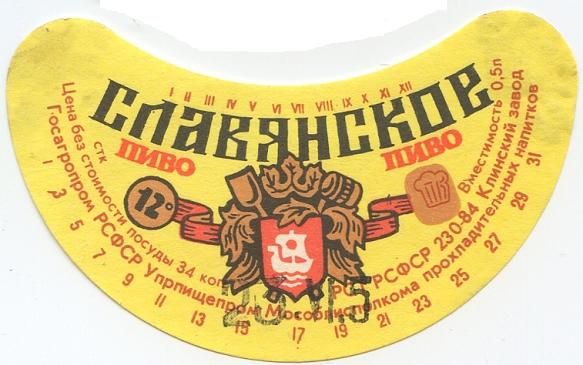 I II III IV V VI VII VIII IX X XI XII
СЛАВЯНСКОЕ
ПИВО ПИВО
12°
стк
Цена без стоимости посуды 34 коп
РСТ РСФСР 230-84 Вместимость 0,5л
Госагропром РСФСР Упрпищепром Мособлисполкома Клинский завод
прохладительных напитков
1 3 5 7 9 11 13 15 17 19 21 23 25 27 29 31